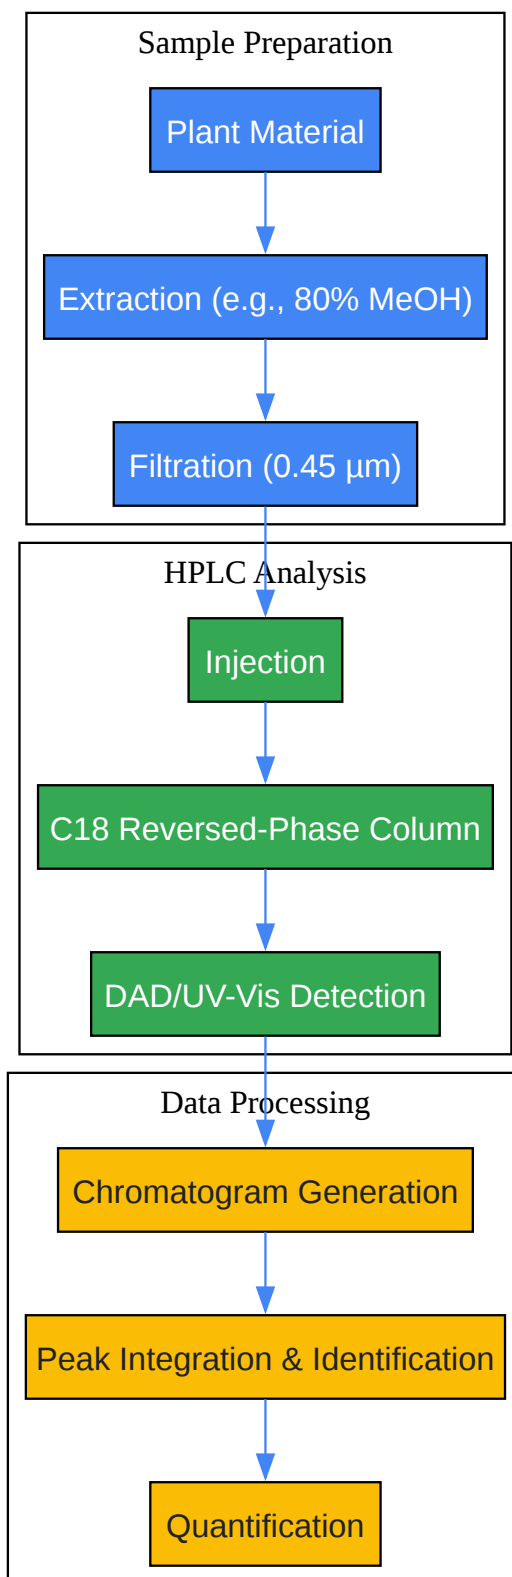 Sample Preparation
Plant Material
Extraction (e.g., 80% MeOH)
Filtration (0.45 µm)
HPLC Analysis
Injection
C18 Reversed-Phase Column
DAD/UV-Vis Detection
Data Processing
Chromatogram Generation
Peak Integration & Identification
Quantification